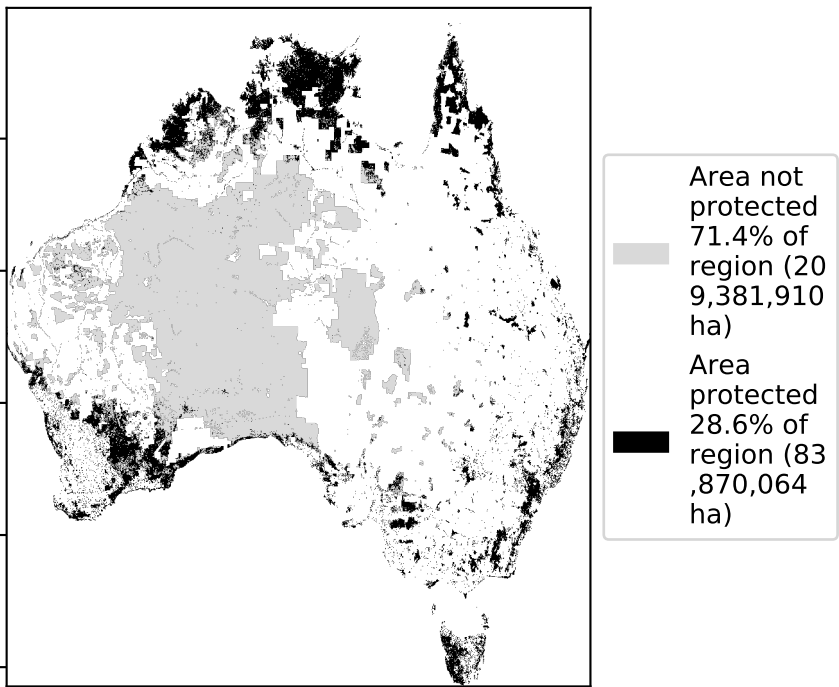 Area not
protected
71.4% of
region (20
9,381,910
ha)
Area
protected
28.6% of
region (83
,870,064
ha)